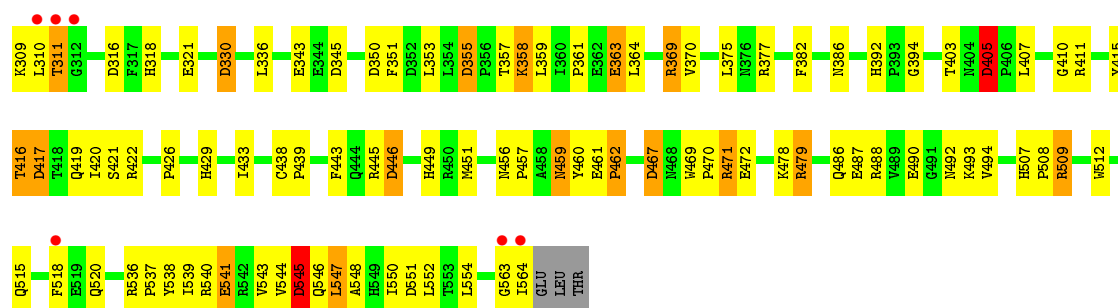 K309 L310 T311 G312 D316 F317 H318 E321 D330 L336 E343 E344 D345 D350 F351 D352 L353 L354 D355 P356 T357 K358 L359 I360 P361 E362 E363 L364 R369 V370 L375 N376 R377 F382 N386 H392 P393 G394 T403 N404 D405 P406 L407 G410 R411 Y415
T416 D417 T418 Q419 I420 S421 R422 P426 H429 I433 C438 P439 F443 Q444 R445 D446 H449 R450 M451 N456 P457 A458 N459 Y460 E461 P462 D467 N468 W469 P470 R471 E472 K478 R479 Q486 E487 R488 V489 E490 G491 N492 K493 V494 H507 P508 R509 W512
Q515 F518 E519 Q520 R536 P537 Y538 I539 R540 E541 R542 V543 V544 D545 Q546 L547 A548 H549 I550 D551 L552 T553 L554 G563 I564 GLU LEU THR